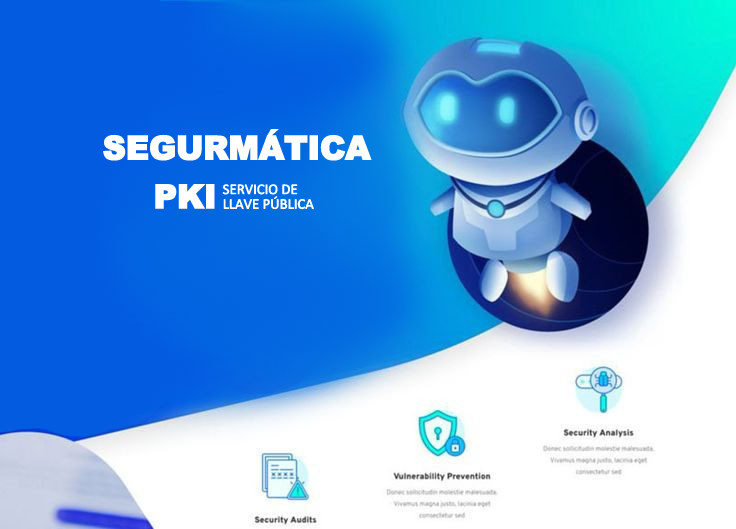 SEGURMÁTICA
PKI SERVICIO DE
LLAVE PÚBLICA
Security Analysis
Donec sollicitudin molestie malesuada.
Vivamus magna justo, lacinia eget
consectetur sed
Vulnerability Prevention
Donec sollicitudin molestie malesuada.
Vivamus magna justo, lacinia eget
consectetur sed
Security Audits